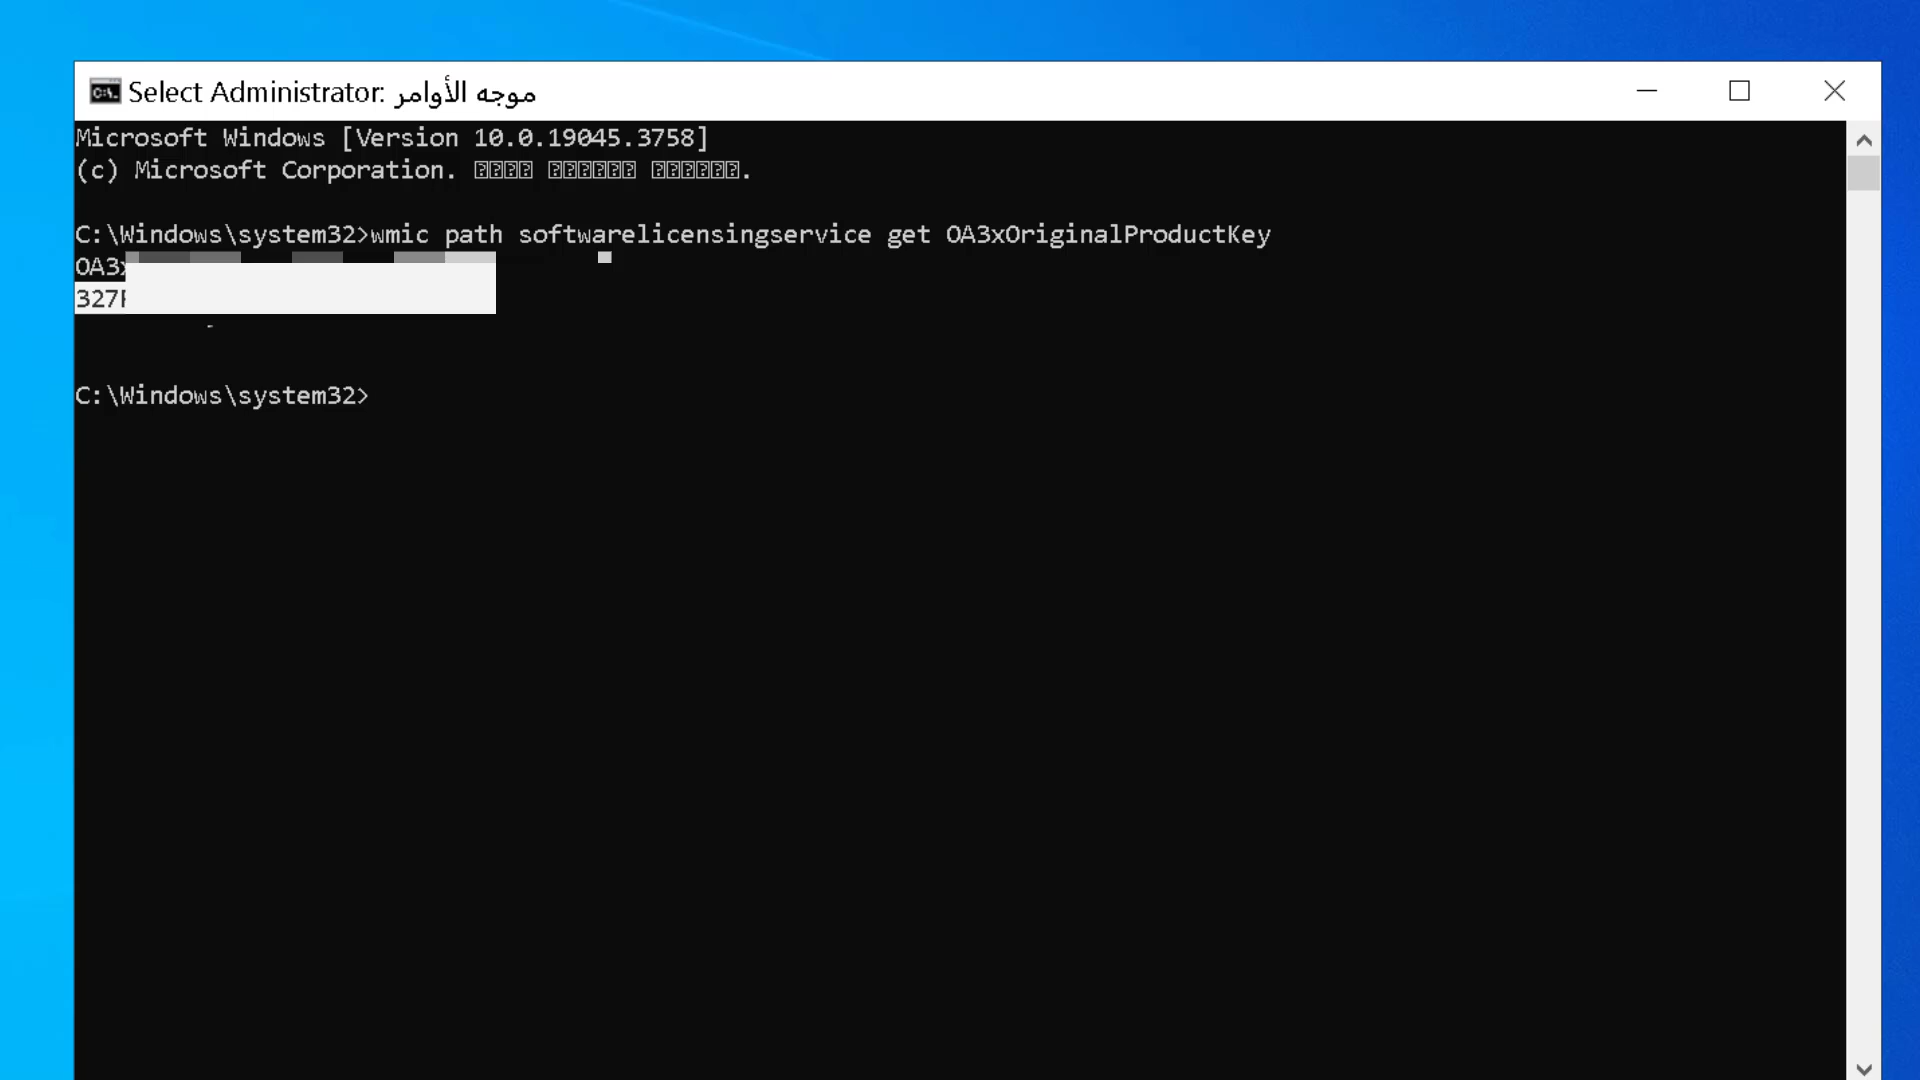 Select Administrator: موجه الأوامر
Microsoft Windows [Version 10.0.19045.3758]
(c) Microsoft Corporation.
C:\Windows\system32>wmic path softwarelicensingservice get OA3xOriginalProductKey
OA3x
327
C:\Windows\system32>